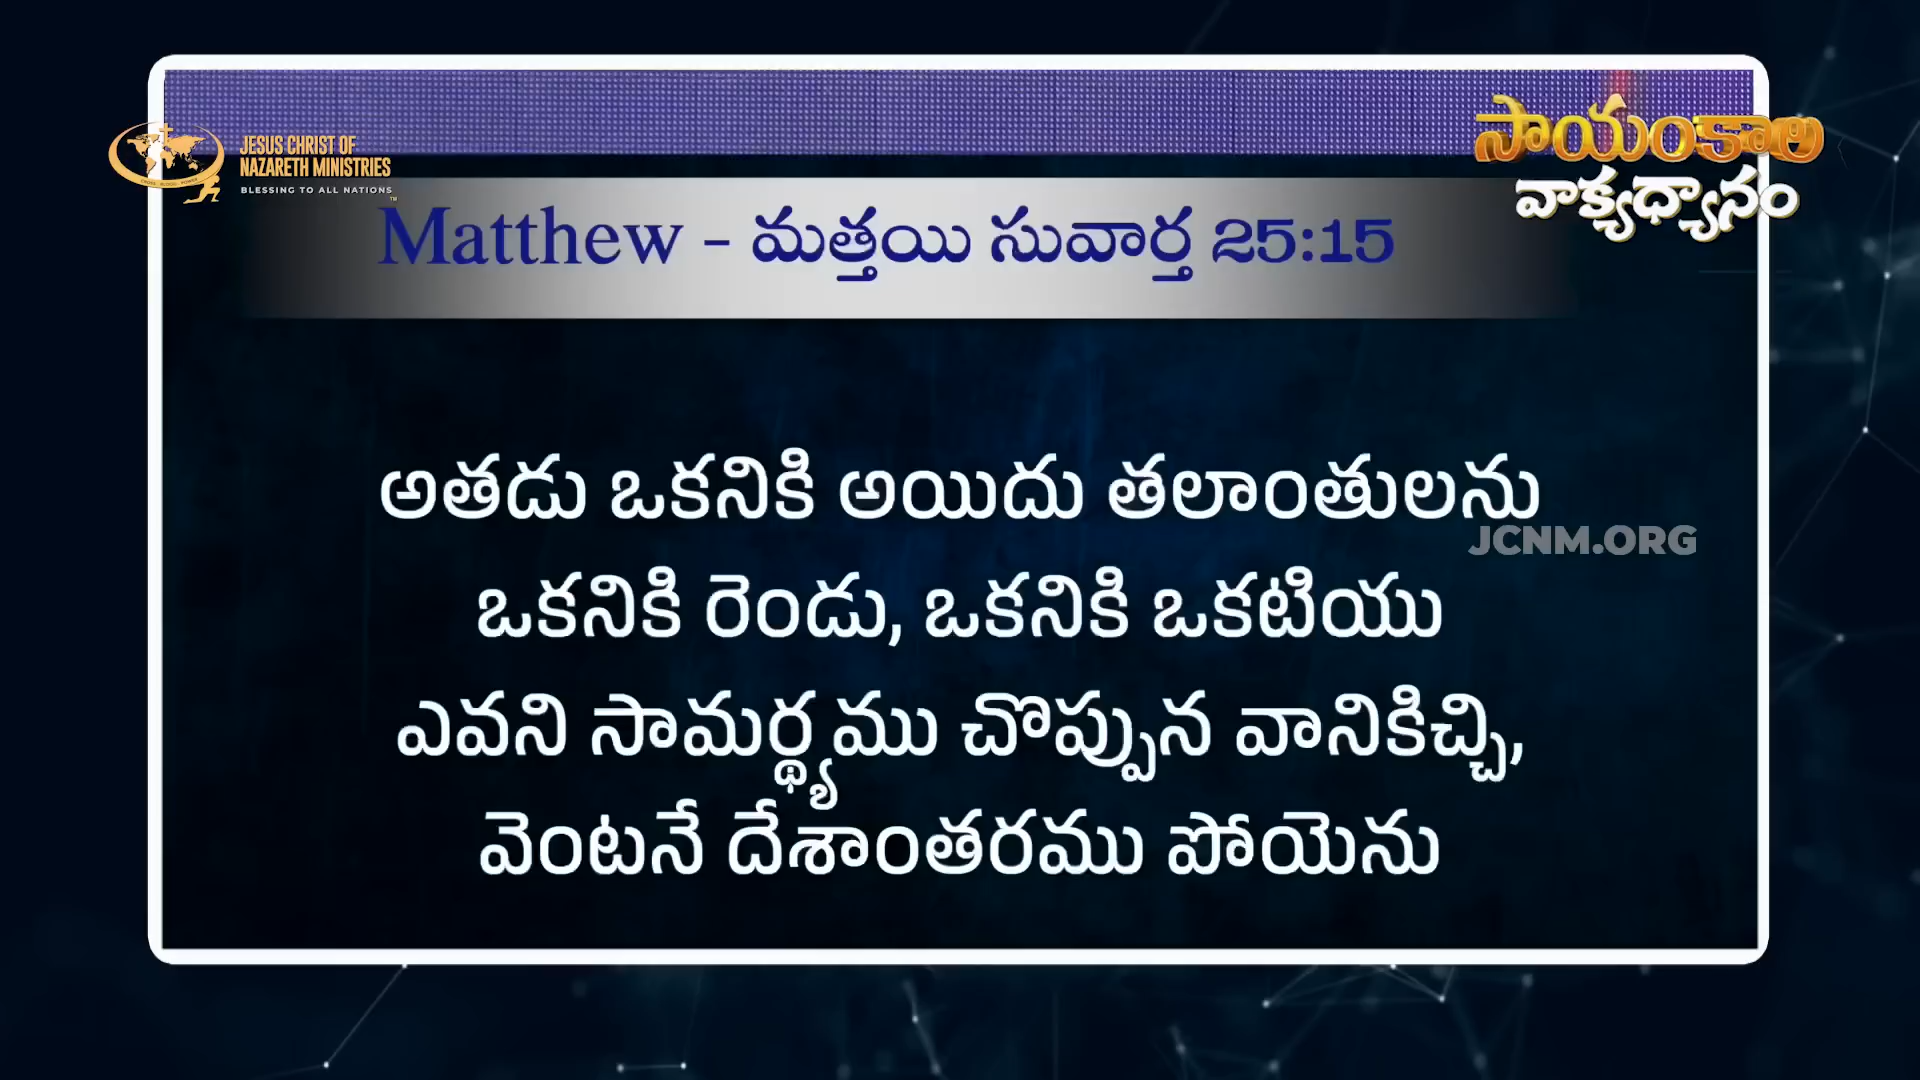 JESUS CHRIST OF
NAZARETH MINISTRIES
BLESSING TO ALL NATIONS
సాయంకాల
వాక్యధ్యానం
Matthew - మత్తయి సువార్త 25:15
అతడు ఒకనికి అయిదు తలాంతులను
JCNM.ORG
ఒకనికి రెండు, ఒకనికి ఒకటియు
ఎవని సామర్థ్యము చొప్పున వానికిచ్చి,
వెంటనే దేశాంతరము పోయెను